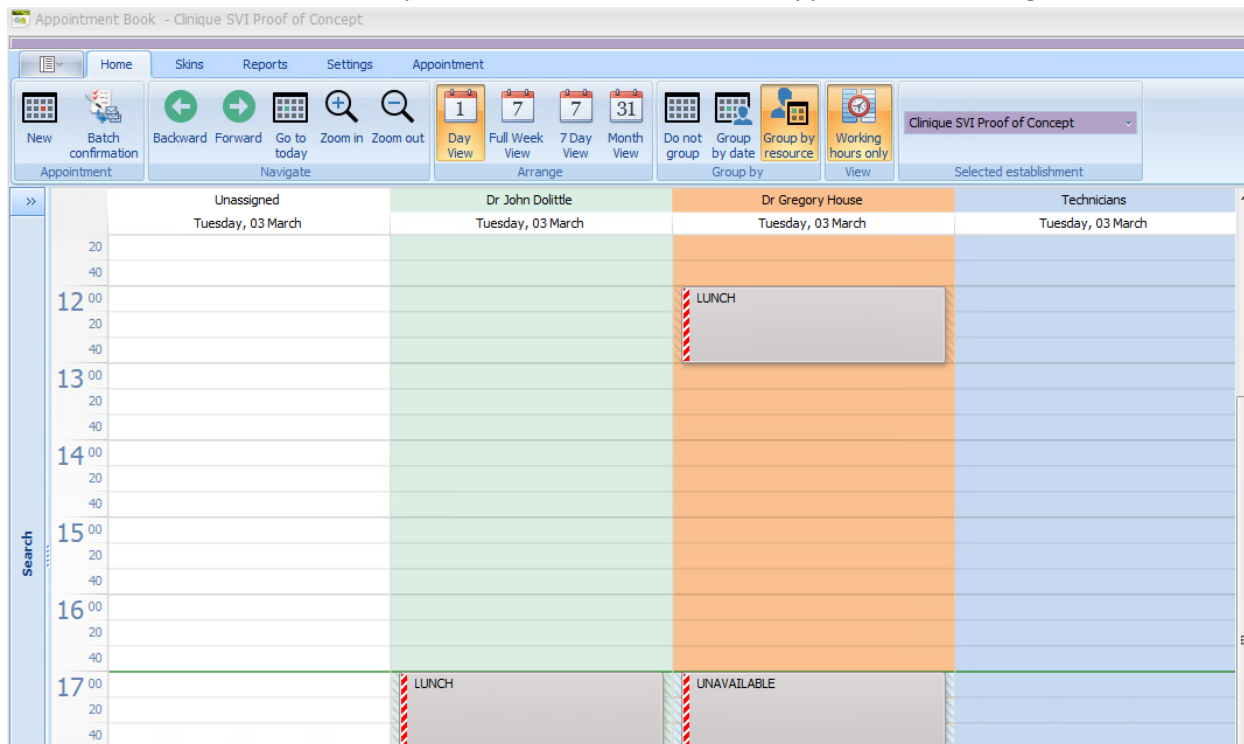 Appointment Book - Clinique SVI Proof of Concept
Home Skins Reports Settings Appointment
New Batch confirmation Backward Forward Go to today Zoom in Zoom out 1 Day View 7 Full Week View 7 7 Day View 31 Month View Do not group Group by date Group by resource Working hours only Clinique SVI Proof of Concept
Appointment Navigate Arrange Group by View Selected establishment
Unassigned Dr John Dolittle Dr Gregory House Technicians
Tuesday, 03 March Tuesday, 03 March Tuesday, 03 March Tuesday, 03 March
20
40
12 00 LUNCH
20
40
13 00
20
40
14 00
20
40
15 00
Search
20
40
16 00
20
40
17 00 LUNCH UNAVAILABLE
20
40